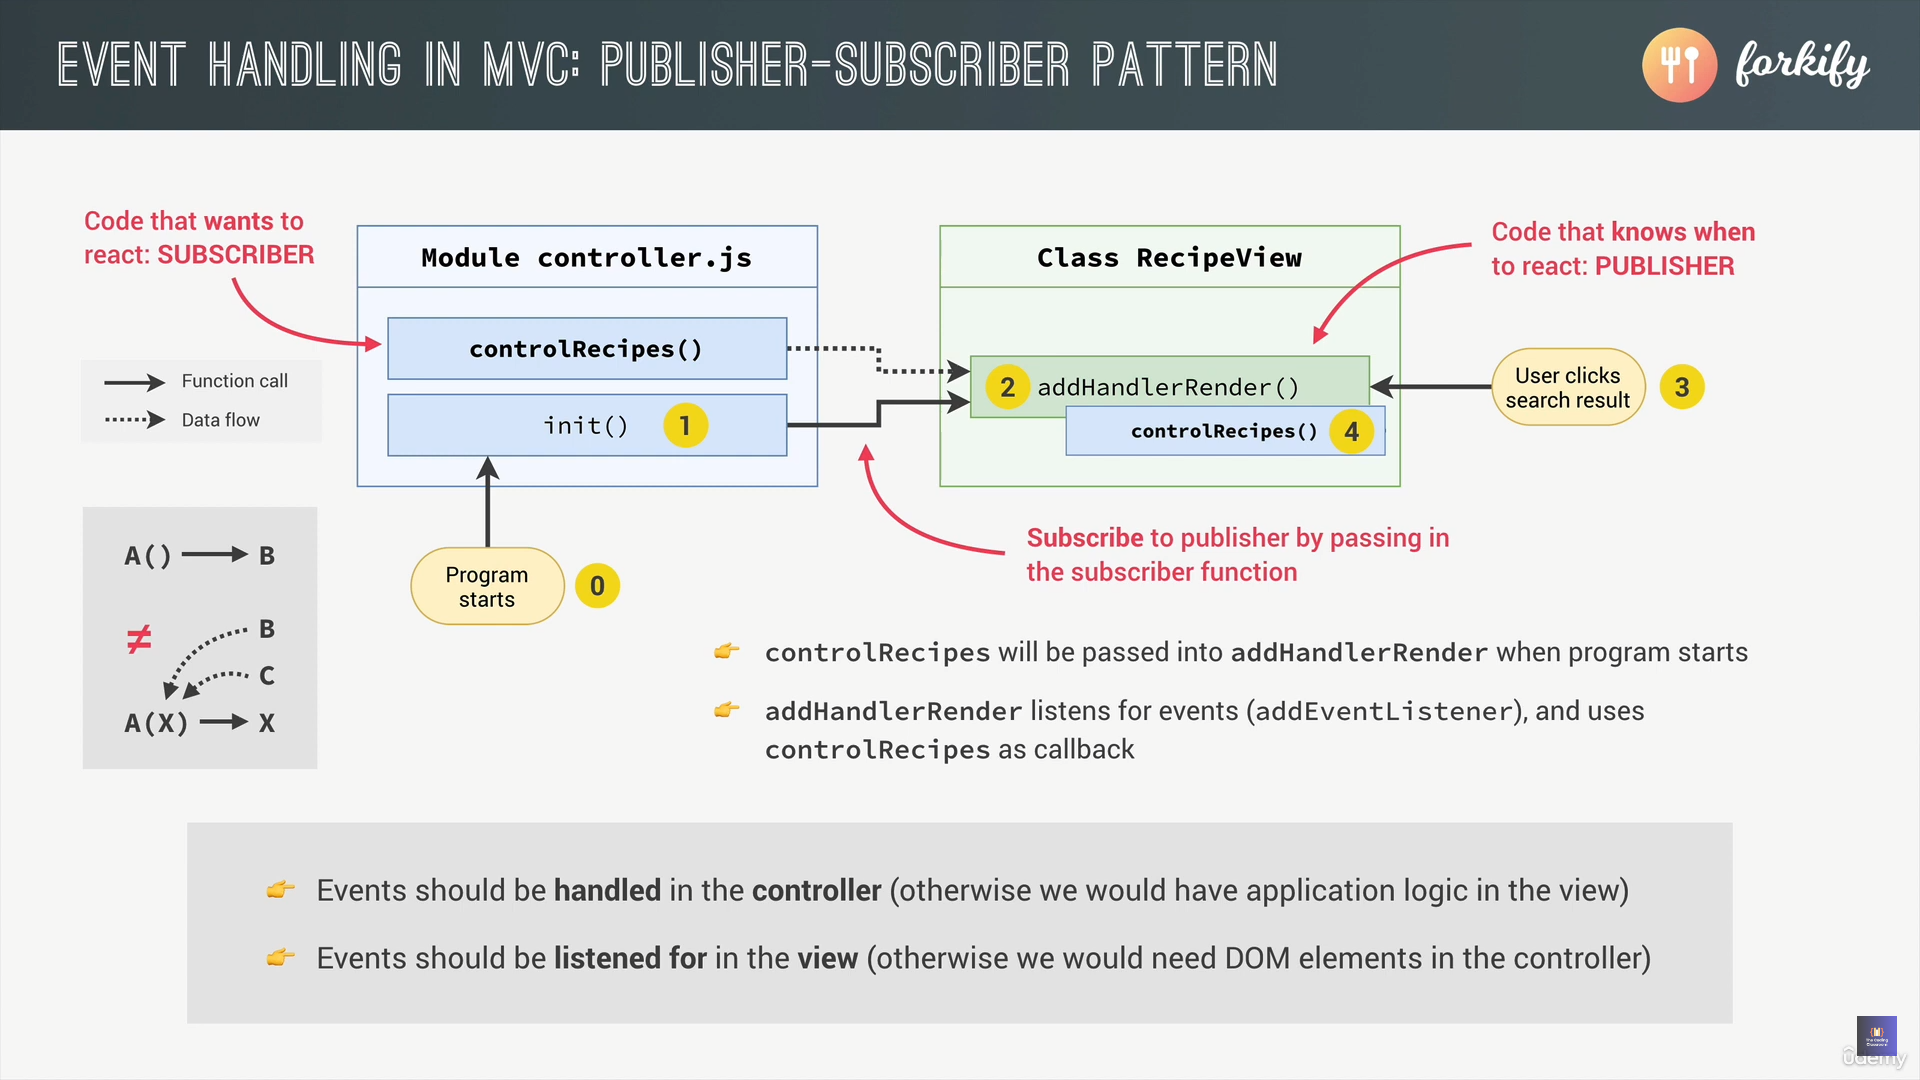 EVENT HANDLING IN MVC: PUBLISHER-SUBSCRIBER PATTERN
forkify
Code that wants to
react: SUBSCRIBER
Module controller.js
controlRecipes()
init()
1
Class RecipeView
2
addHandlerRender()
controlRecipes()
4
Code that knows when
to react: PUBLISHER
User clicks
search result
3
Function call
Data flow
Program
starts
0
Subscribe to publisher by passing in
the subscriber function
A() B
≠
B
C
A(X) X
controlRecipes will be passed into addHandlerRender when program starts
addHandlerRender listens for events (addEventListener), and uses
controlRecipes as callback
Events should be handled in the controller (otherwise we would have application logic in the view)
Events should be listened for in the view (otherwise we would need DOM elements in the controller)
{M}
The Coding
Classroom
ûdemy